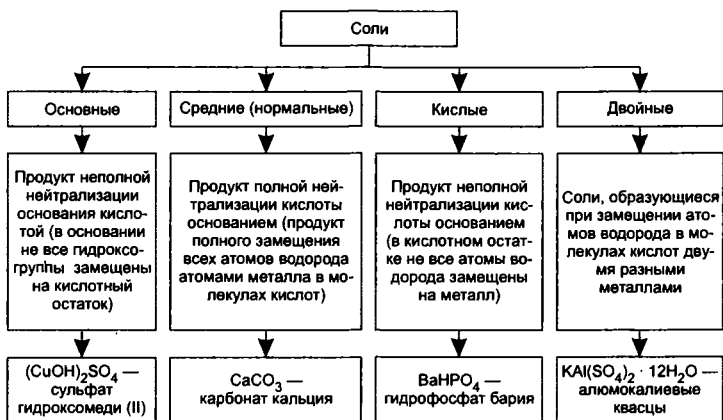 Соли
Основные
Средние (нормальные)
Кислые
Двойные
Продукт неполной
нейтрализации
основания кисло-
той (в основании
не все гидроксо-
группы замещены
на кислотный
остаток)
Продукт полной ней-
трализации кислоты
основанием (продукт
полного замещения
всех атомов водорода
атомами металла в мо-
лекулах кислот)
Продукт неполной
нейтрализации кис-
лоты основанием
(в кислотном остат-
ке не все атомы во-
дорода замещены
на металл)
Соли, образующиеся
при замещении ато-
мов водорода в мо-
лекулах кислот дву-
мя разными
металлами
(CuOH)₂SO₄ —
сульфат
гидроксомеди (II)
CaCO₃ —
карбонат кальция
BaHPO₄ —
гидрофосфат бария
KAl(SO₄)₂ · 12H₂O —
алюмокалиевые
квасцы